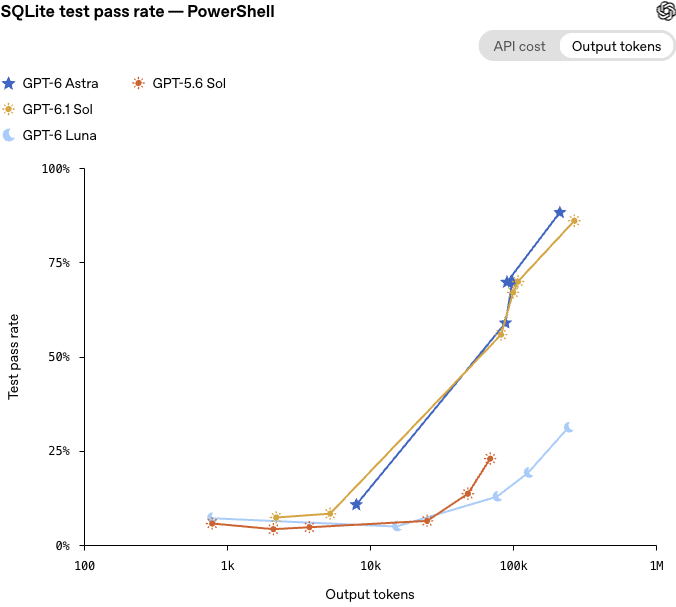 SQLite test pass rate — PowerShell
API cost
Output tokens
GPT-6 Astra
GPT-5.6 Sol
GPT-6.1 Sol
GPT-6 Luna
100%
75%
50%
25%
0%
Test pass rate
100
1k
10k
100k
1M
Output tokens